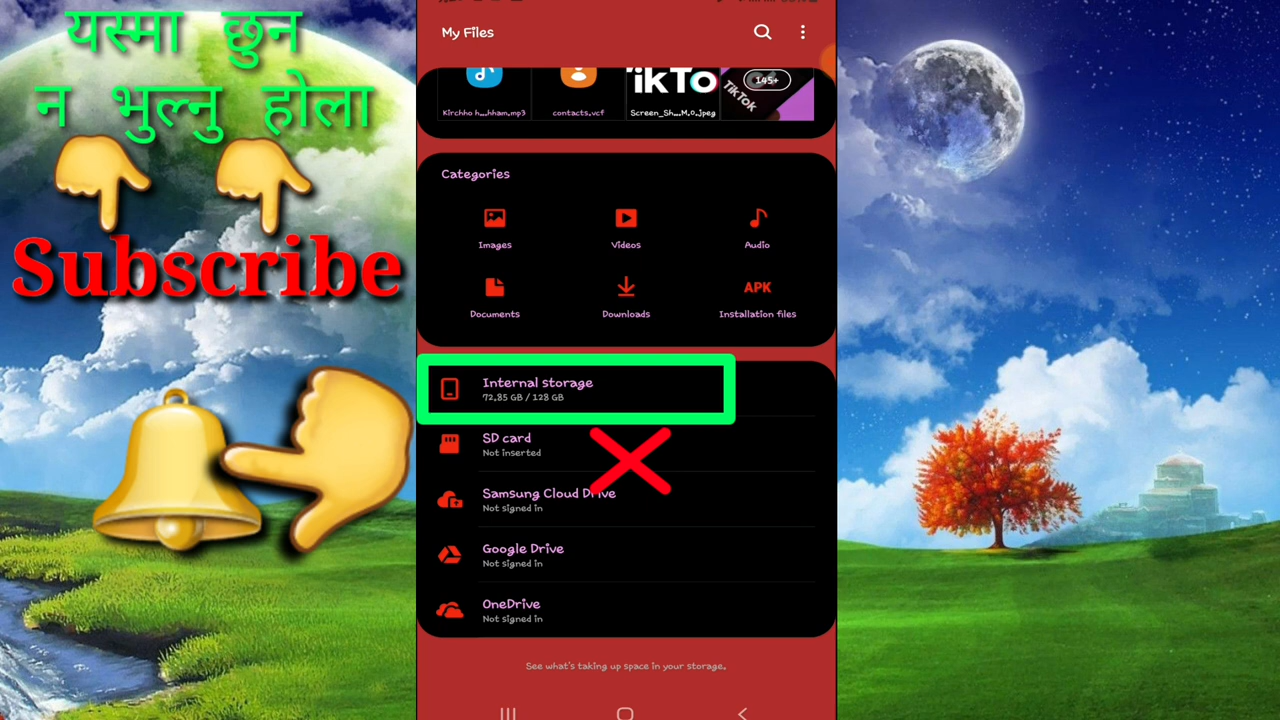 यस्मा छुन
न भुल्नु होला
Subscribe
My Files
Kirchho h...hham.mp3
contacts.vcf
Screen_Sh...M.0.jpeg
ikTo
TikTok
145+
Categories
Images
Videos
Audio
Documents
Downloads
APK
Installation files
Internal storage
72.85 GB / 128 GB
SD card
Not inserted
Samsung Cloud Drive
Not signed in
Google Drive
Not signed in
OneDrive
Not signed in
See what's taking up space in your storage.